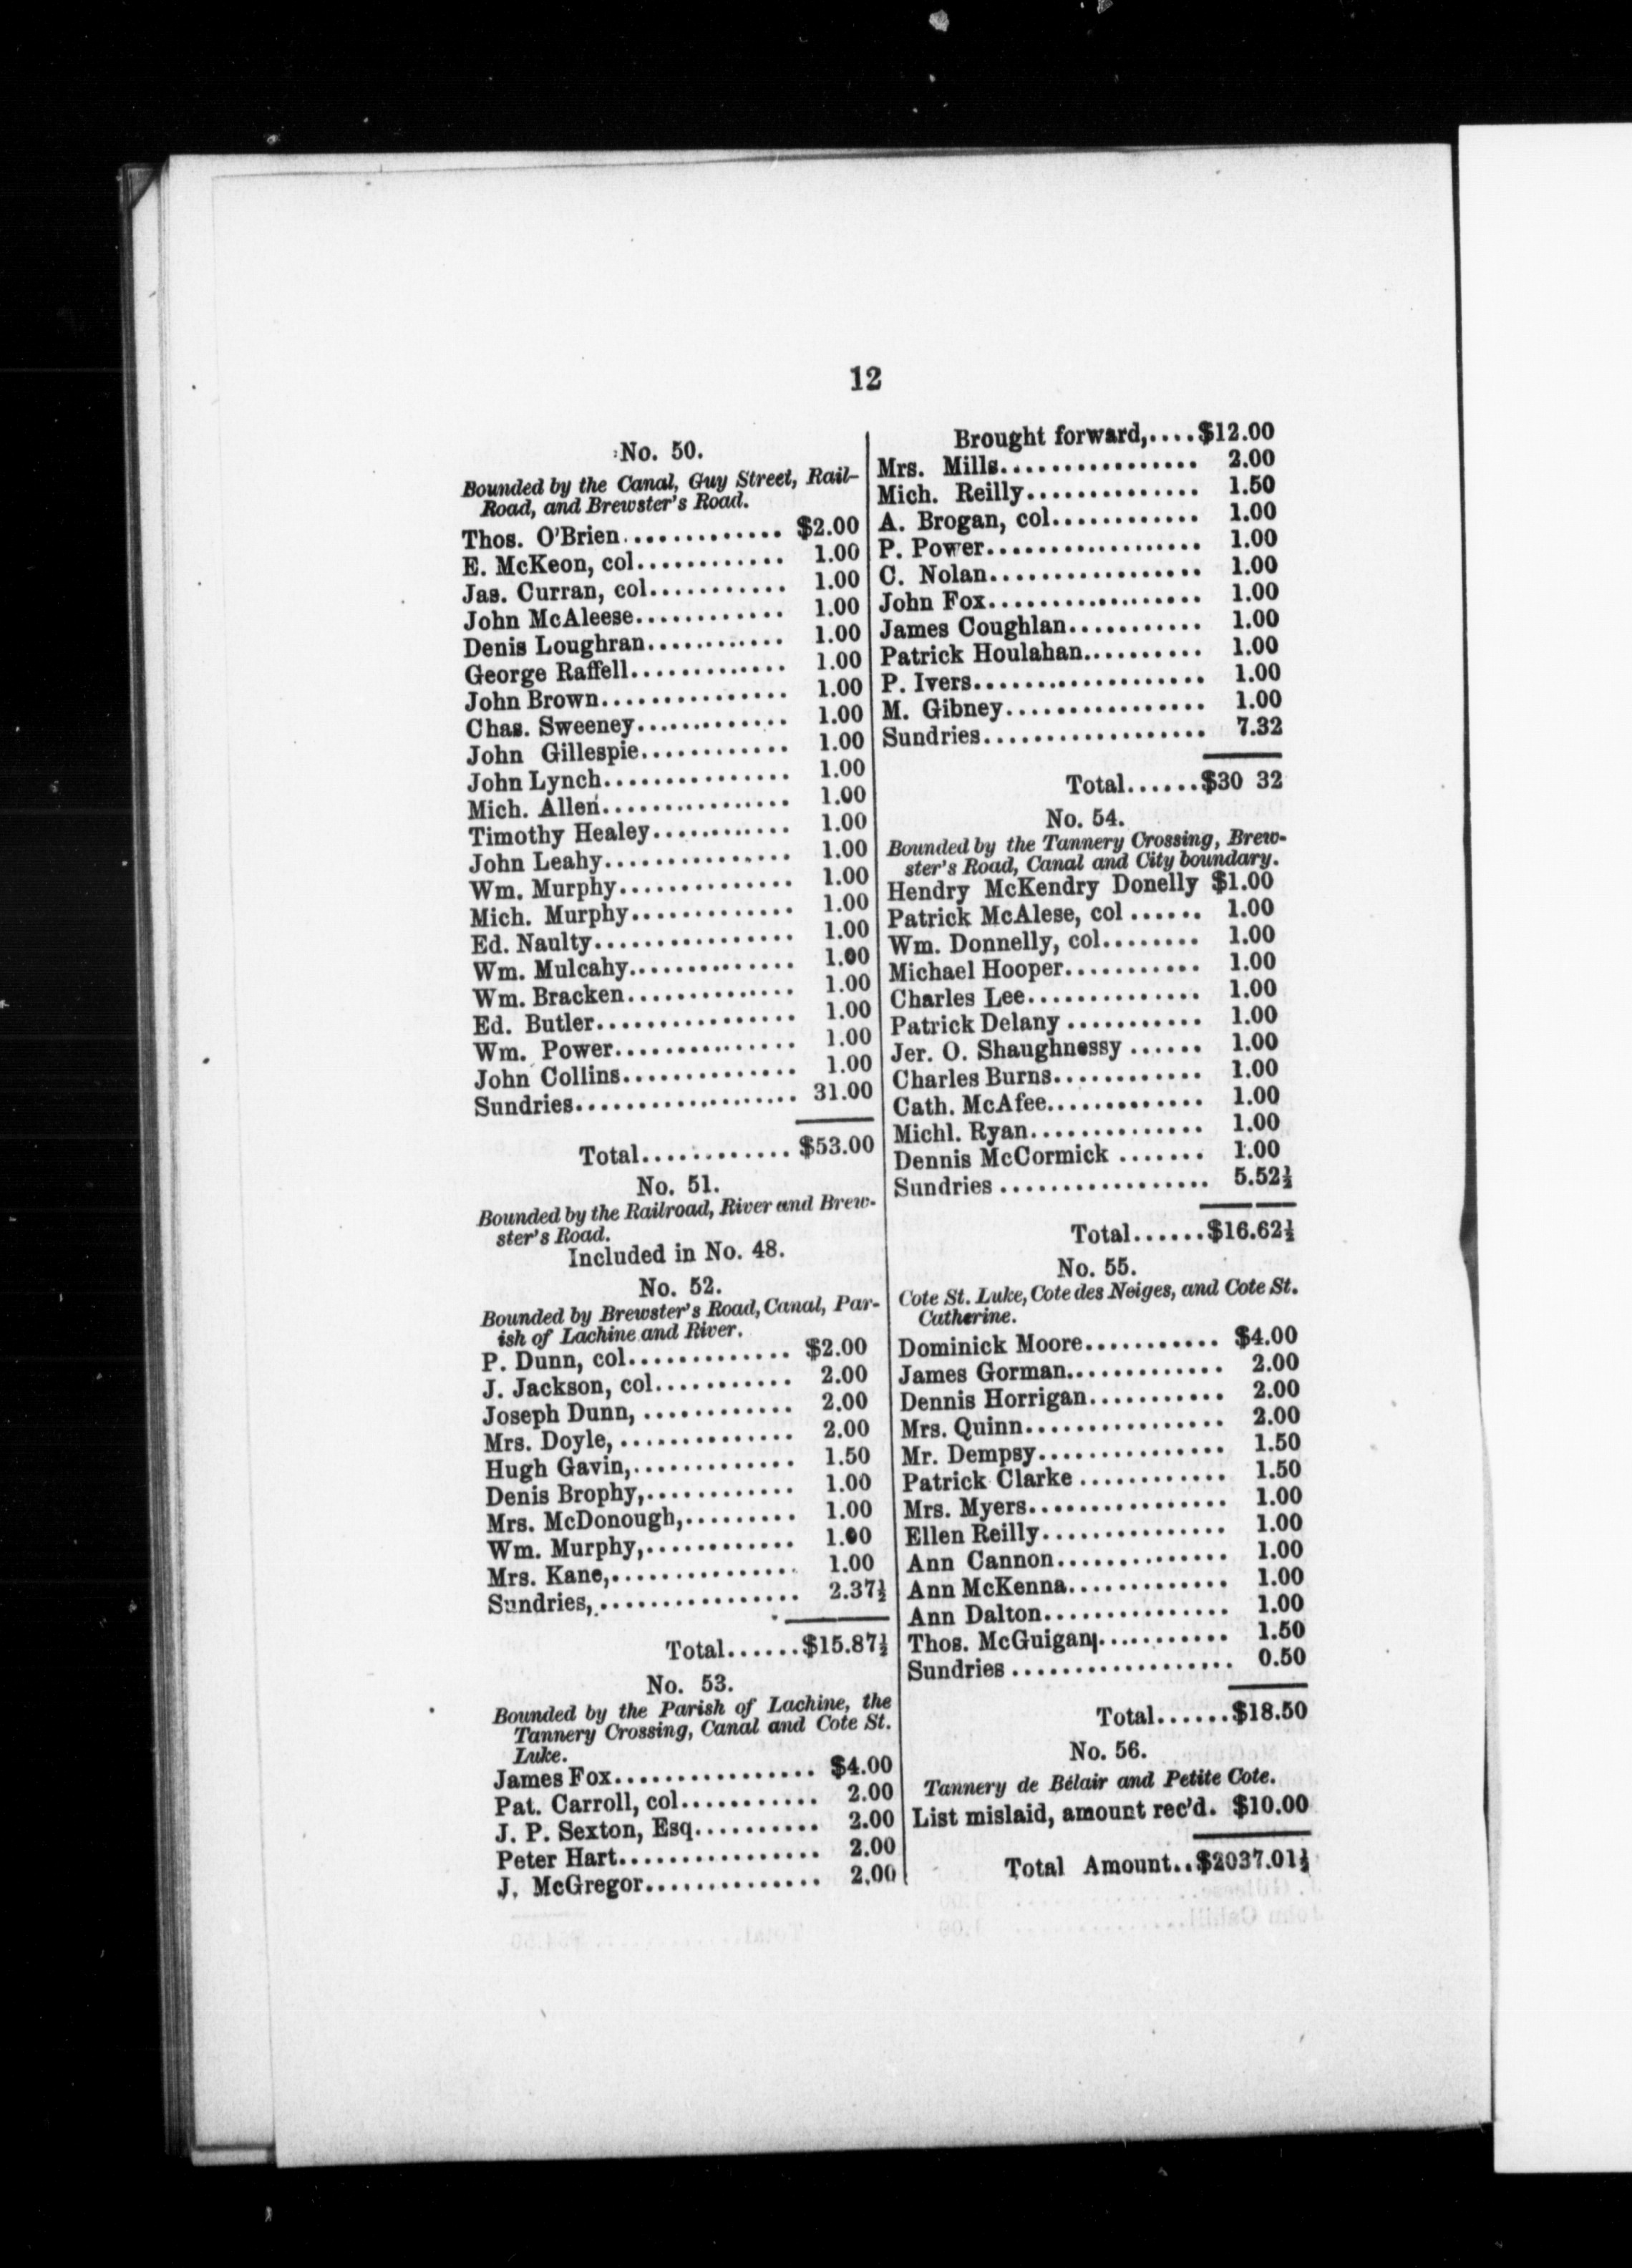 12
No. 50.
Bounded by the Canal, Guy Street, Rail-
Road, and Brewster's Road.
Thos. O'Brien............. $2.00
E. McKeon, col............ 1.00
Jas. Curran, col........... 1.00
John McAleese............ 1.00
Denis Loughran........... 1.00
George Raffell............. 1.00
John Brown............... 1.00
Chas. Sweeney............ 1.00
John Gillespie............ 1.00
John Lynch............... 1.00
Mich. Allen............... 1.00
Timothy Healey........... 1.00
John Leahy............... 1.00
Wm. Murphy.............. 1.00
Mich. Murphy............. 1.00
Ed. Naulty................ 1.00
Wm. Mulcahy.............. 1.00
Wm. Bracken.............. 1.00
Ed. Butler................ 1.00
Wm. Power............... 1.00
John Collins.............. 1.00
Sundries.................. 31.00
Total............ $53.00
No. 51.
Bounded by the Railroad, River and Brew-
ster's Road.
Included in No. 48.
No. 52.
Bounded by Brewster's Road, Canal, Par-
ish of Lachine and River.
P. Dunn, col............. $2.00
J. Jackson, col........... 2.00
Joseph Dunn, ............ 2.00
Mrs. Doyle, .............. 2.00
Hugh Gavin,............. 1.50
Denis Brophy,............ 1.00
Mrs. McDonough,......... 1.00
Wm. Murphy,............ 1.00
Mrs. Kane,............... 1.00
Sundries,................. 2.37½
Total......$15.87½
No. 53.
Bounded by the Parish of Lachine, the
Tannery Crossing, Canal and Cote St.
Luke.
James Fox................ $4.00
Pat. Carroll, col........... 2.00
J. P. Sexton, Esq.......... 2.00
Peter Hart................ 2.00
J. McGregor.............. 2.00
Brought forward,....$12.00
Mrs. Mills................ 2.00
Mich. Reilly.............. 1.50
A. Brogan, col............ 1.00
P. Power.................. 1.00
C. Nolan................. 1.00
John Fox................. 1.00
James Coughlan........... 1.00
Patrick Houlahan.......... 1.00
P. Ivers................... 1.00
M. Gibney................ 1.00
Sundries.................. 7.32
Total......$30 32
No. 54.
Bounded by the Tannery Crossing, Brew-
ster's Road, Canal and City boundary.
Hendry McKendry Donelly $1.00
Patrick McAlese, col ...... 1.00
Wm. Donnelly, col........ 1.00
Michael Hooper........... 1.00
Charles Lee.............. 1.00
Patrick Delany ........... 1.00
Jer. O. Shaughnessy ...... 1.00
Charles Burns............ 1.00
Cath. McAfee............. 1.00
Michl. Ryan.............. 1.00
Dennis McCormick ....... 1.00
Sundries ................. 5.52½
Total......$16.62½
No. 55.
Cote St. Luke, Cote des Neiges, and Cote St.
Catherine.
Dominick Moore........... $4.00
James Gorman............. 2.00
Dennis Horrigan........... 2.00
Mrs. Quinn................ 2.00
Mr. Dempsy............... 1.50
Patrick Clarke ............ 1.50
Mrs. Myers................ 1.00
Ellen Reilly............... 1.00
Ann Cannon.............. 1.00
Ann McKenna............. 1.00
Ann Dalton............... 1.00
Thos. McGuigan........... 1.50
Sundries .................. 0.50
Total......$18.50
No. 56.
Tannery de Bélair and Petite Cote.
List mislaid, amount rec'd. $10.00
Total Amount..$2037.01½